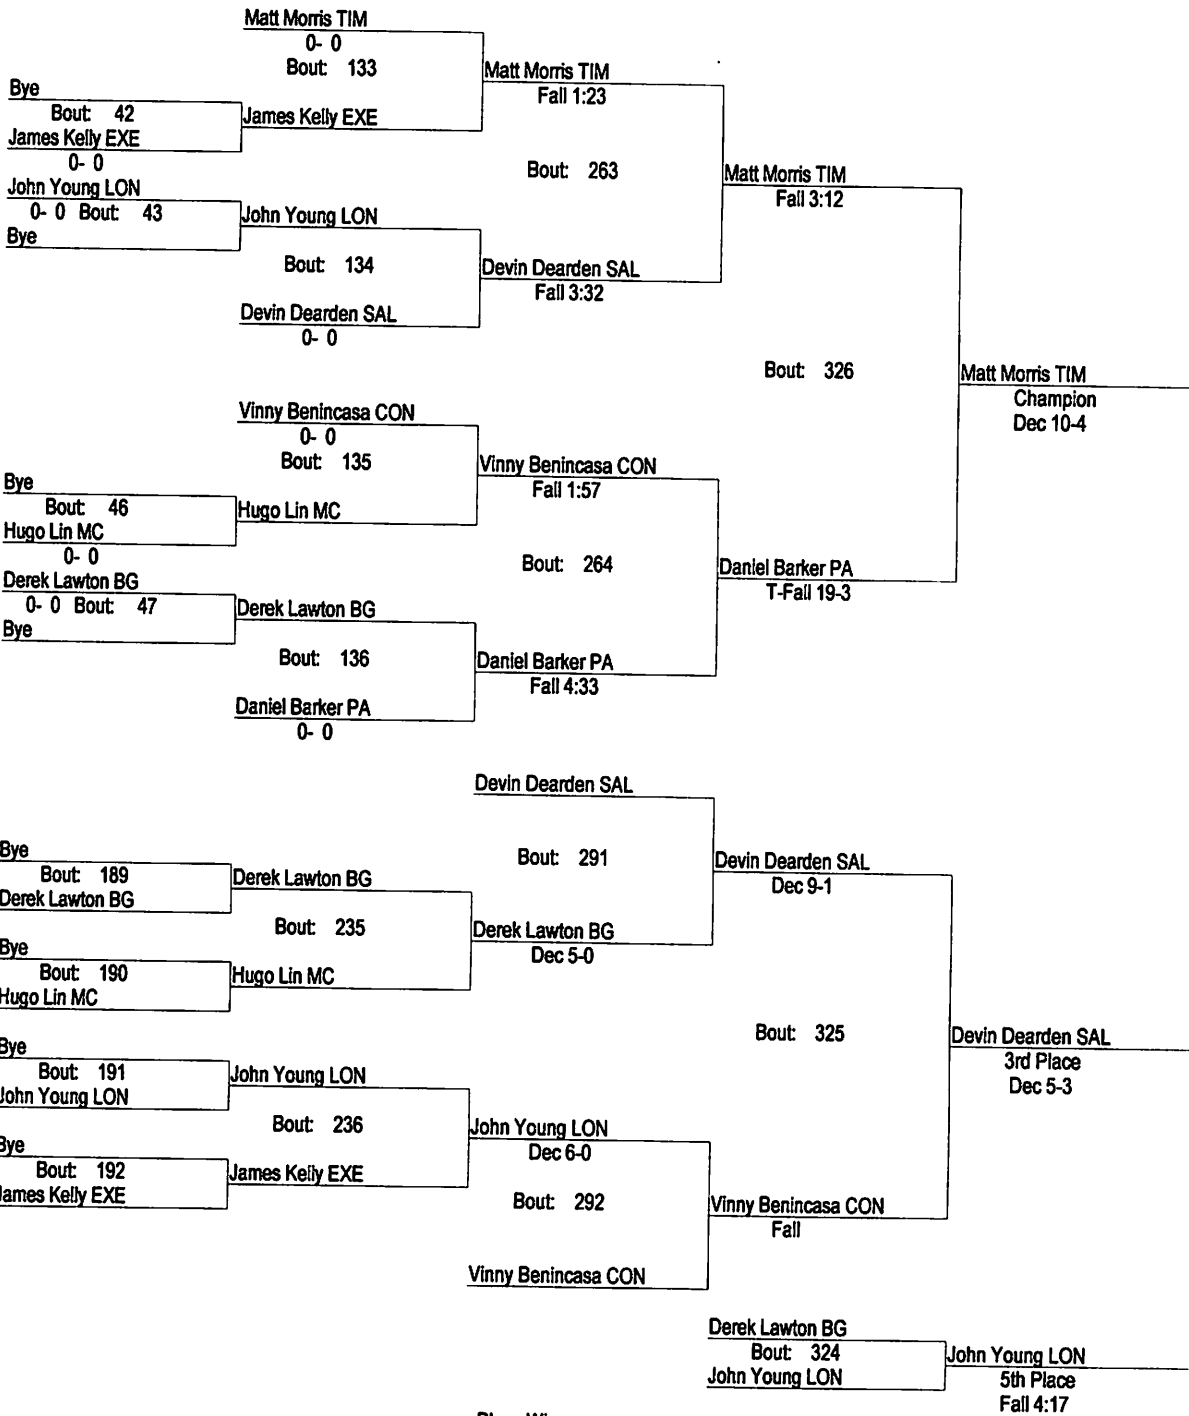 Matt Morris TIM
0- 0
Bout: 133
Matt Morris TIM
Fall 1:23
Bye
Bout: 42
James Kelly EXE
James Kelly EXE
0- 0
Bout: 263
Matt Morris TIM
Fall 3:12
John Young LON
0- 0 Bout: 43
John Young LON
Bye
Bout: 134
Devin Dearden SAL
Fall 3:32
Devin Dearden SAL
0- 0
Bout: 326
Matt Morris TIM
Champion
Dec 10-4
Vinny Benincasa CON
0- 0
Bout: 135
Vinny Benincasa CON
Fall 1:57
Bye
Bout: 46
Hugo Lin MC
Hugo Lin MC
0- 0
Bout: 264
Daniel Barker PA
T-Fall 19-3
Derek Lawton BG
0- 0 Bout: 47
Derek Lawton BG
Bye
Bout: 136
Daniel Barker PA
Fall 4:33
Daniel Barker PA
0- 0
Devin Dearden SAL
Bout: 291
Devin Dearden SAL
Dec 9-1
Bye
Bout: 189
Derek Lawton BG
Derek Lawton BG
Bout: 235
Derek Lawton BG
Dec 5-0
Bye
Bout: 190
Hugo Lin MC
Hugo Lin MC
Bout: 325
Devin Dearden SAL
3rd Place
Dec 5-3
Bye
Bout: 191
John Young LON
John Young LON
Bout: 236
John Young LON
Dec 6-0
Bye
Bout: 192
James Kelly EXE
James Kelly EXE
Bout: 292
Vinny Benincasa CON
Fall
Vinny Benincasa CON
Derek Lawton BG
Bout: 324
John Young LON
John Young LON
5th Place
Fall 4:17